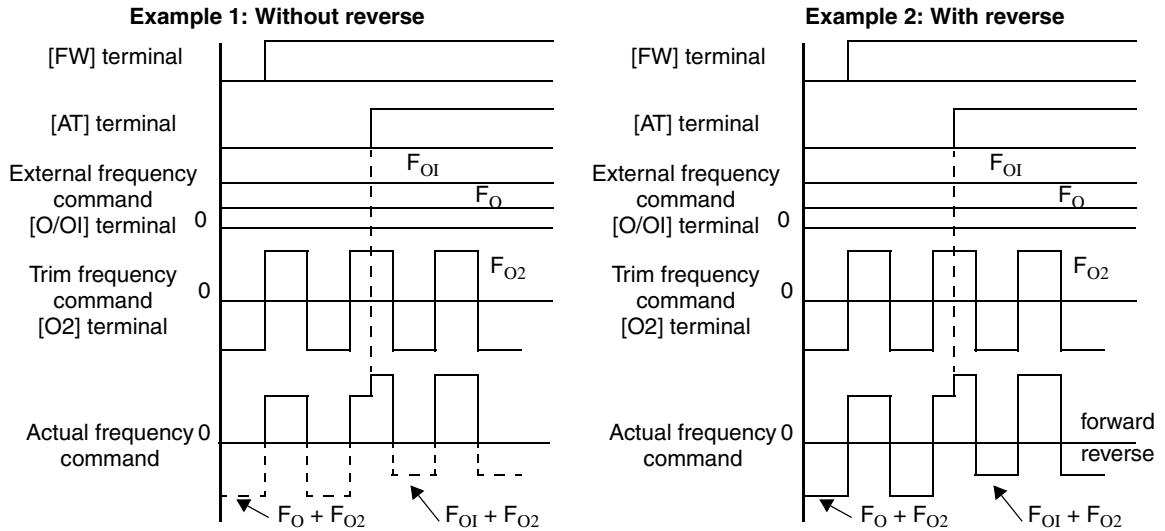 Example 1: Without reverse
[FW] terminal
[AT] terminal
External frequency
command
[O/OI] terminal
0
F_OI
F_O
Trim frequency
command
[O2] terminal
0
F_O2
Actual frequency
command
0
F_O + F_O2
F_OI + F_O2
Example 2: With reverse
[FW] terminal
[AT] terminal
External frequency
command
[O/OI] terminal
0
F_OI
F_O
Trim frequency
command
[O2] terminal
0
F_O2
Actual frequency
command
0
forward
reverse
F_O + F_O2
F_OI + F_O2